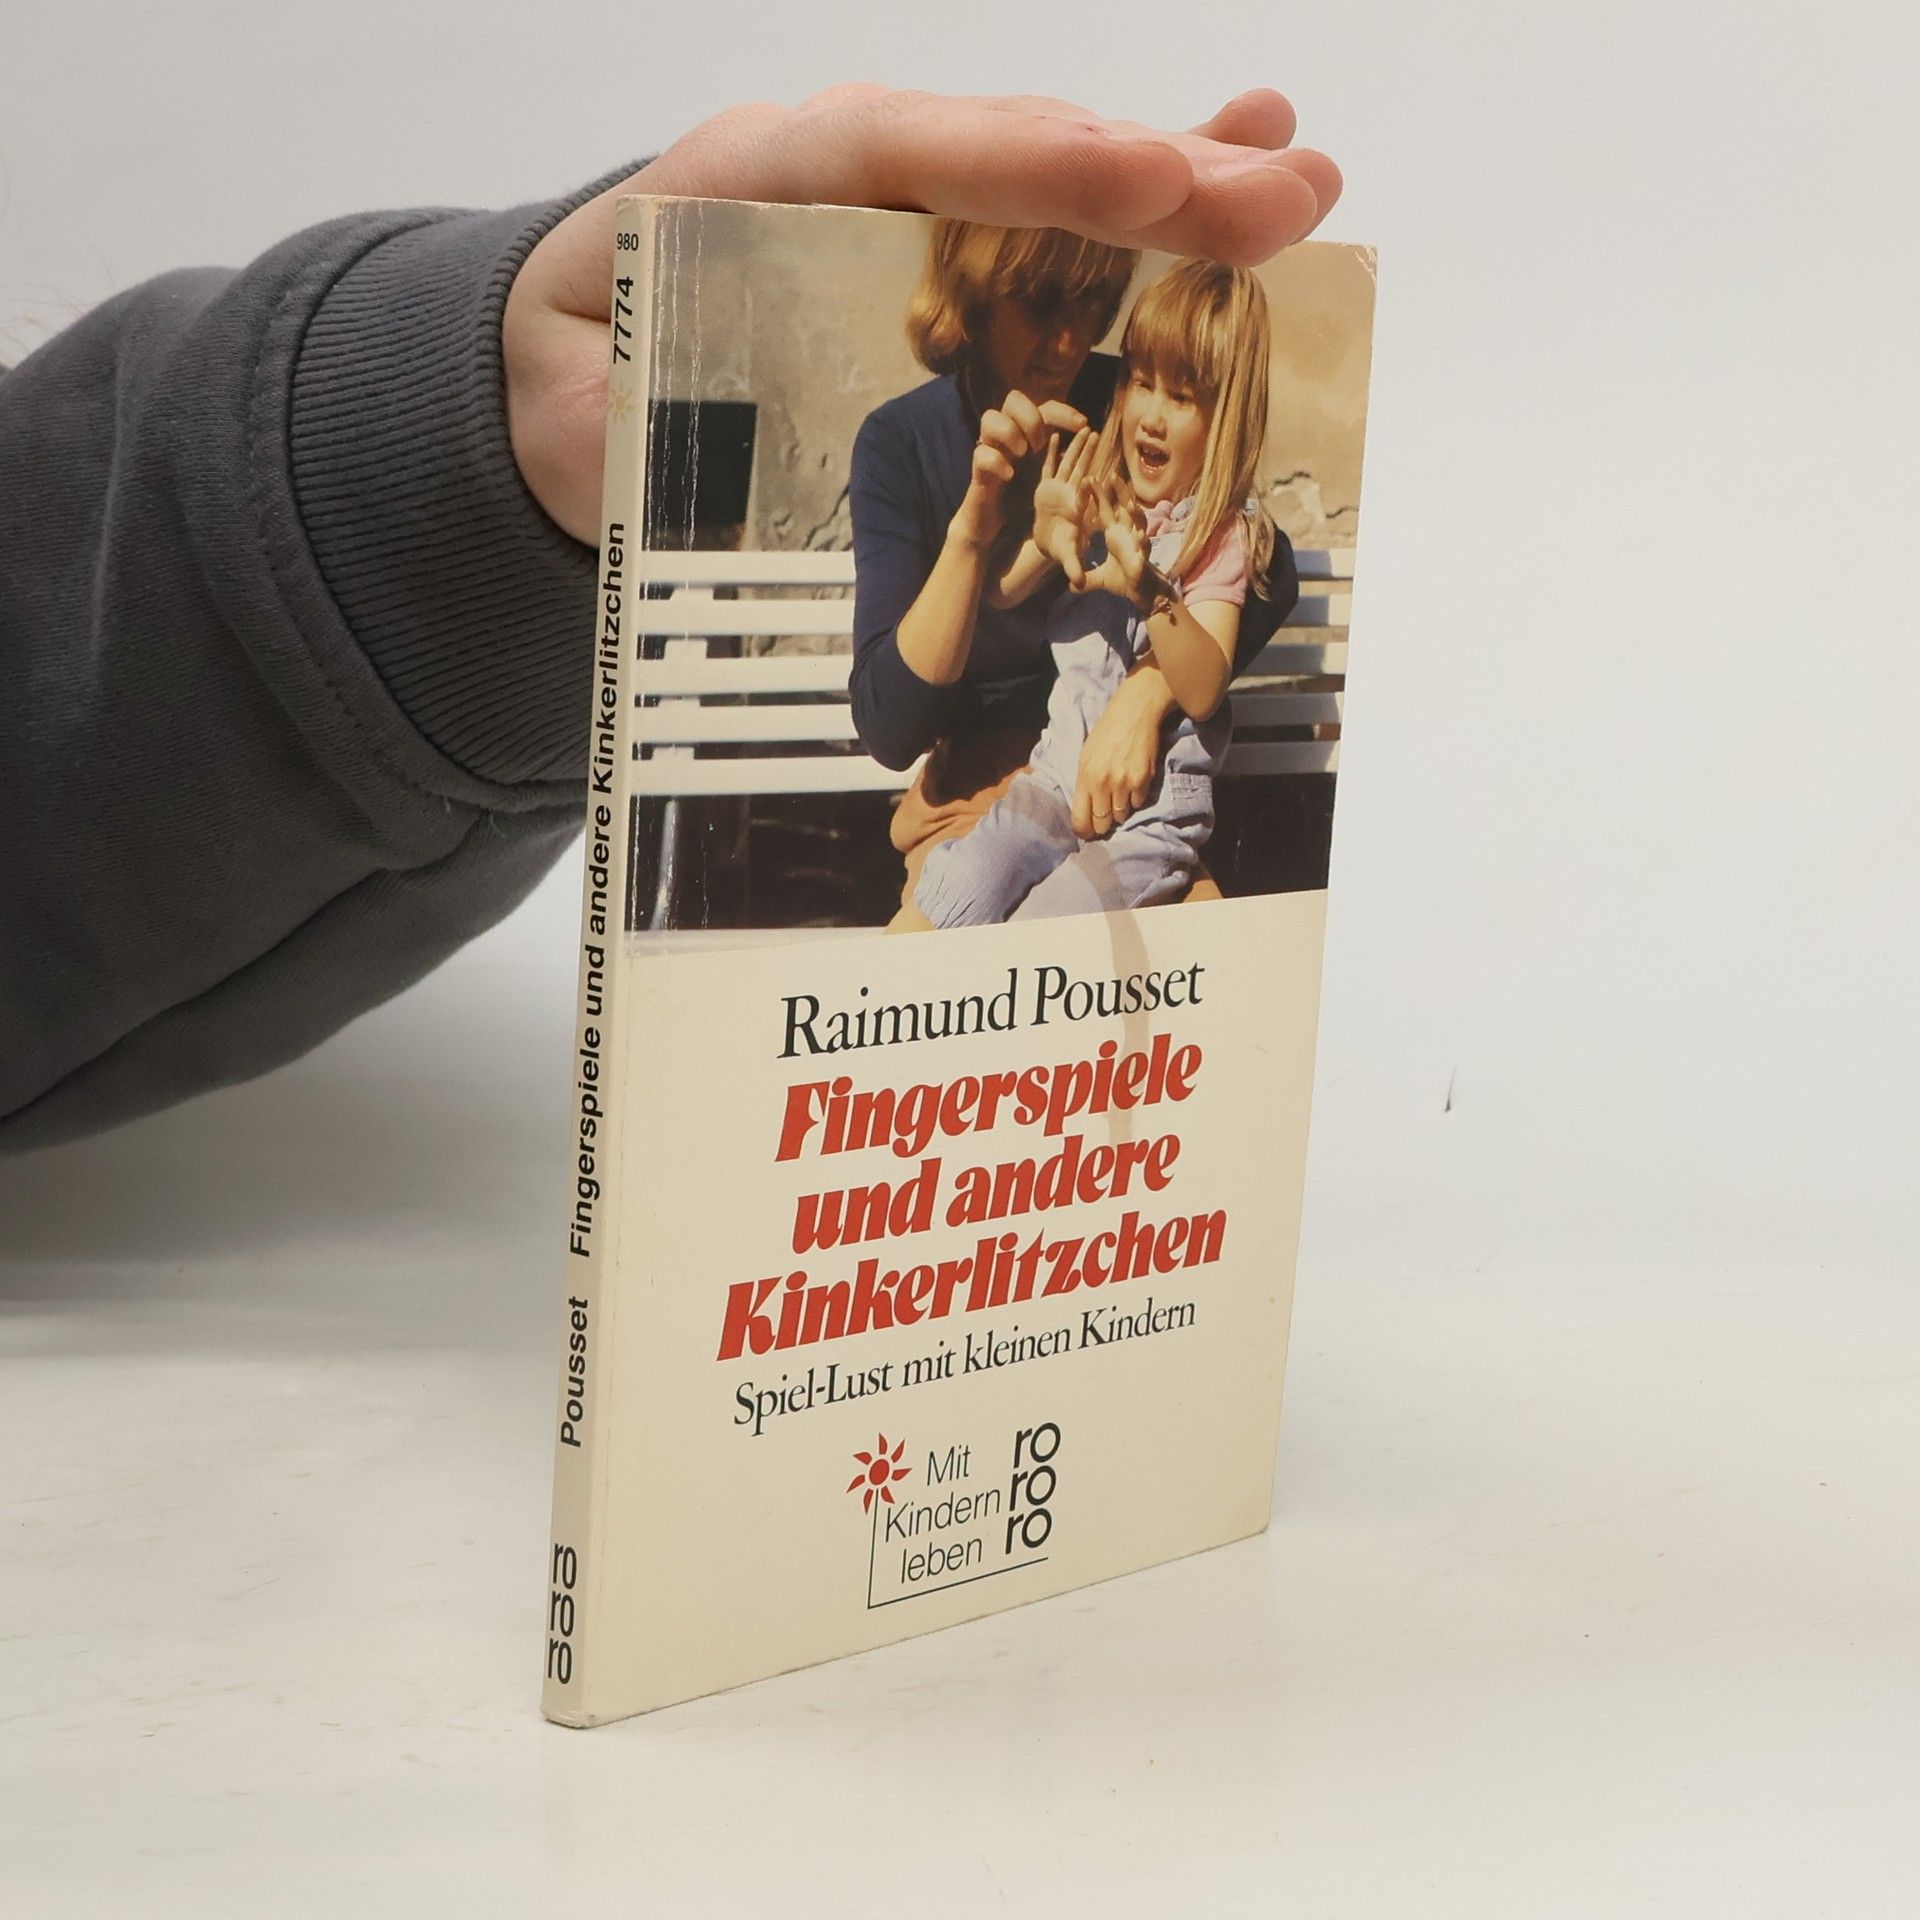 Raimund Pousset
Fingerspiele
und andere
Kinkerlitzchen
Spiel-Lust mit kleinen Kindern
Mit
Kindern
leben
ro
ro
ro
980
7774
Pousset Fingerspiele und andere Kinkerlitzchen
ro
ro
ro